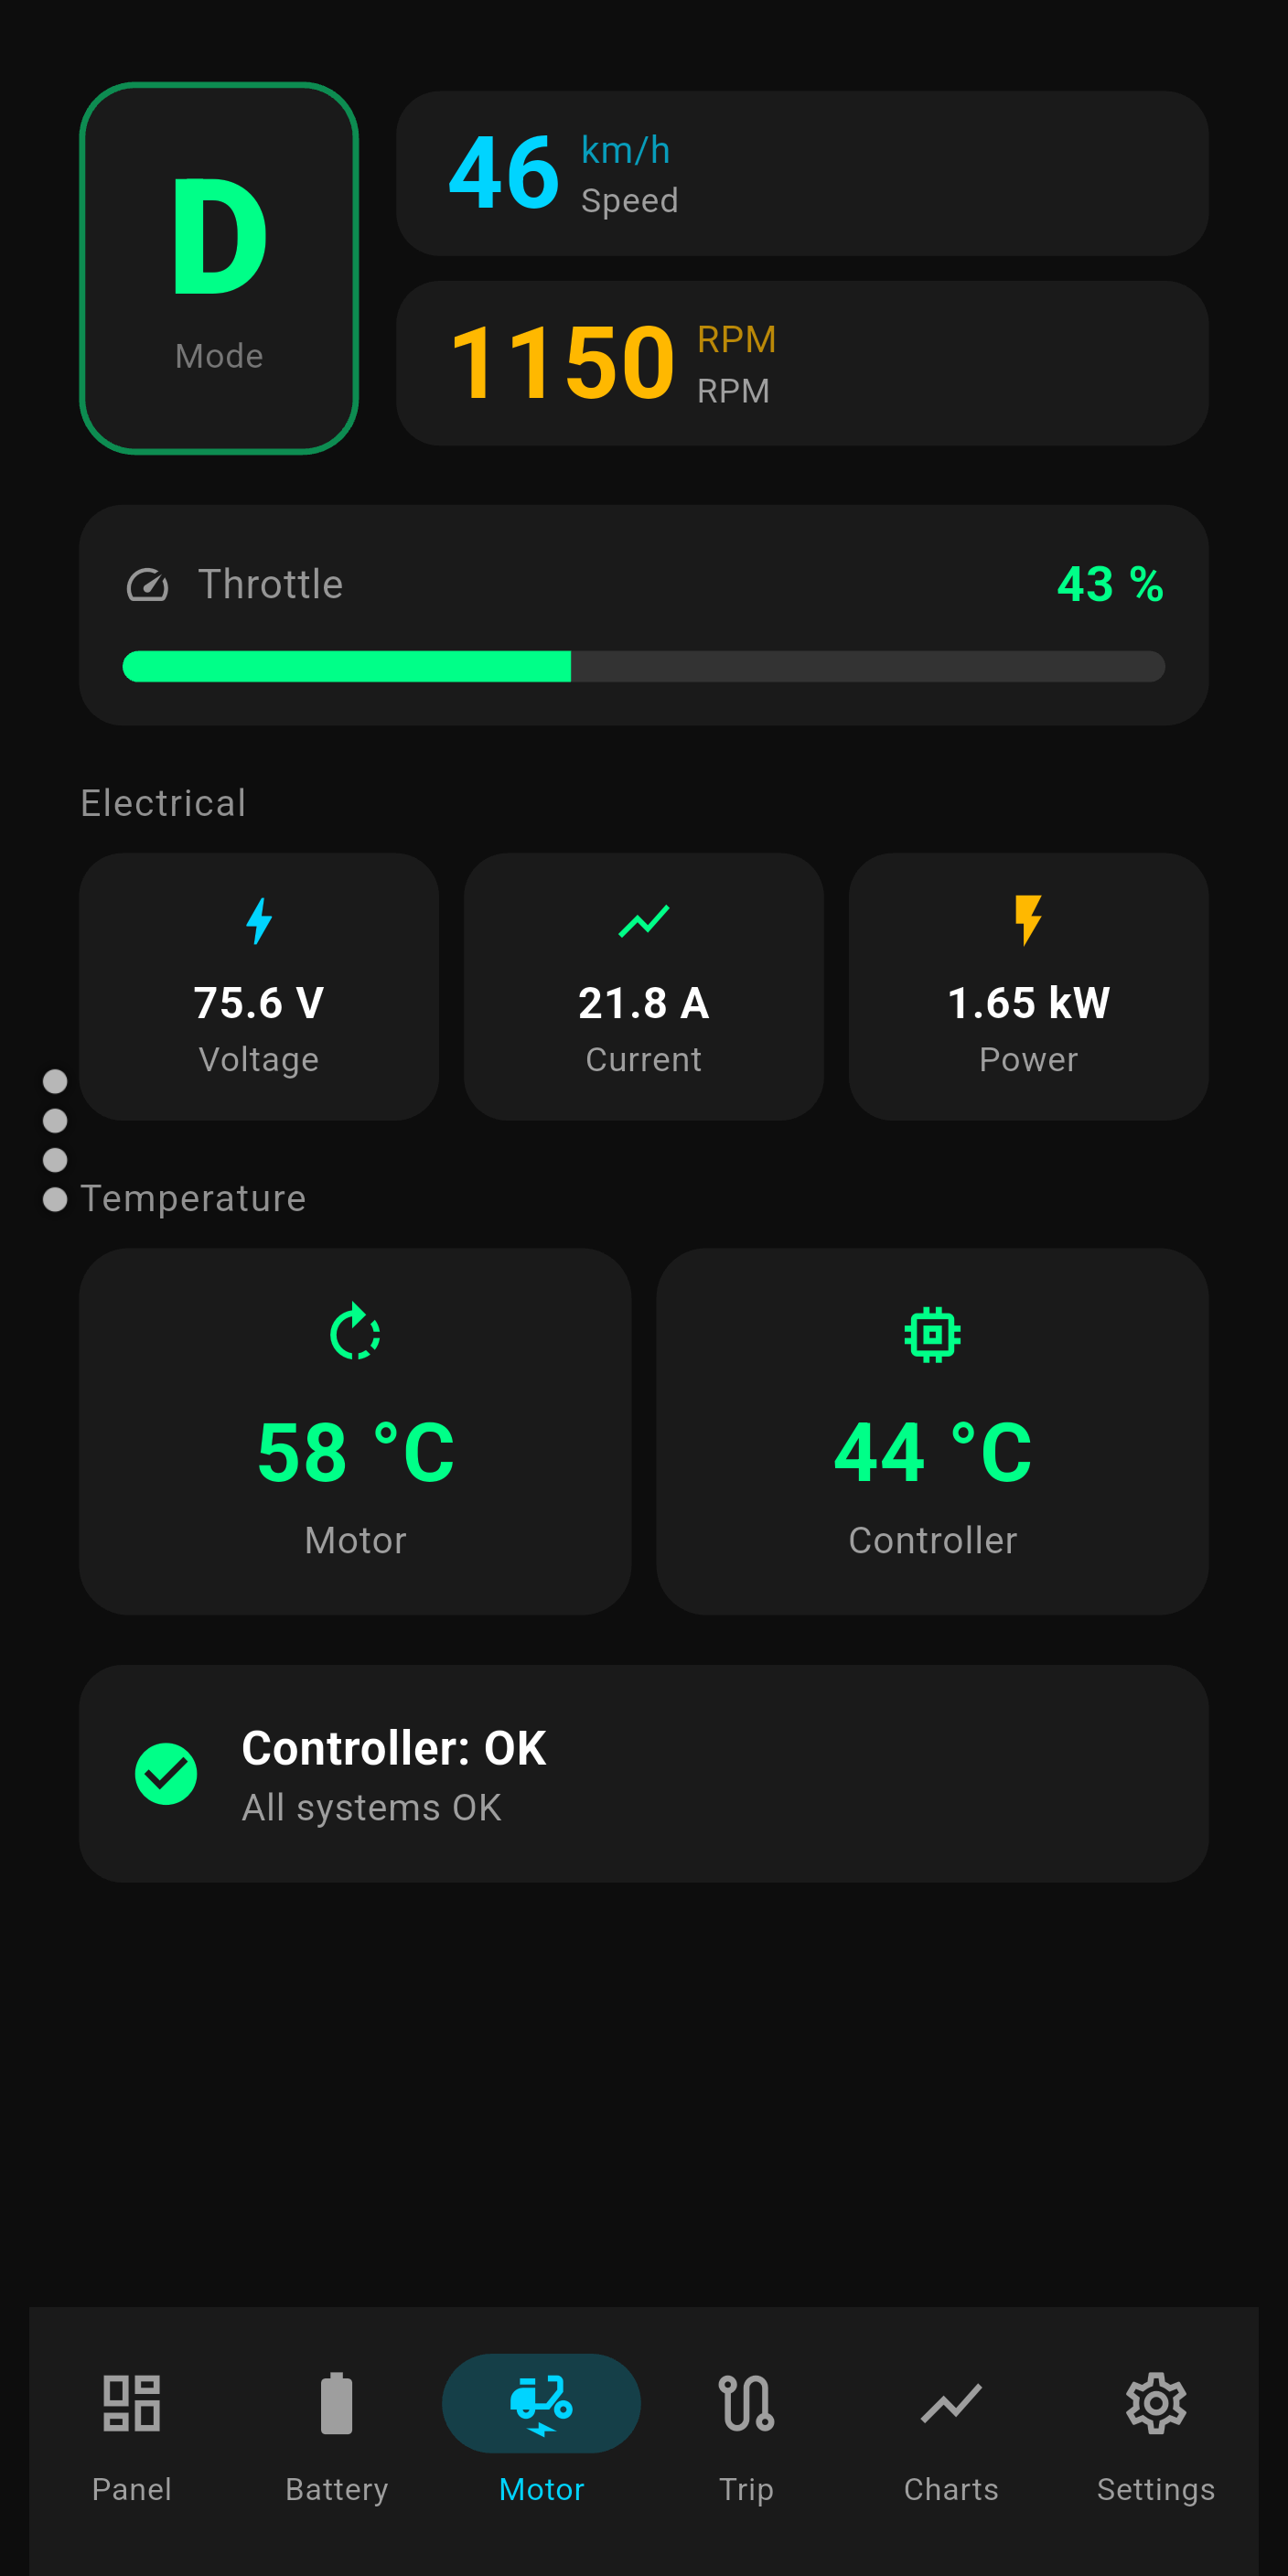 D
Mode
46 km/h
Speed
1150 RPM
RPM
Throttle 43 %
Electrical
75.6 V 21.8 A 1.65 kW
Voltage Current Power
Temperature
58 °C 44 °C
Motor Controller
Controller: OK
All systems OK
Panel Battery Motor Trip Charts Settings